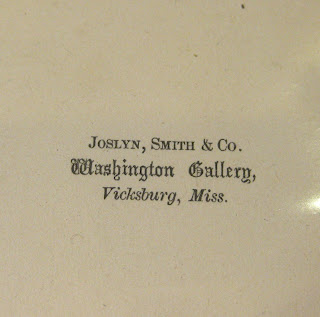 Joslyn, Smith & Co.
Washington Gallery,
Vicksburg, Miss.